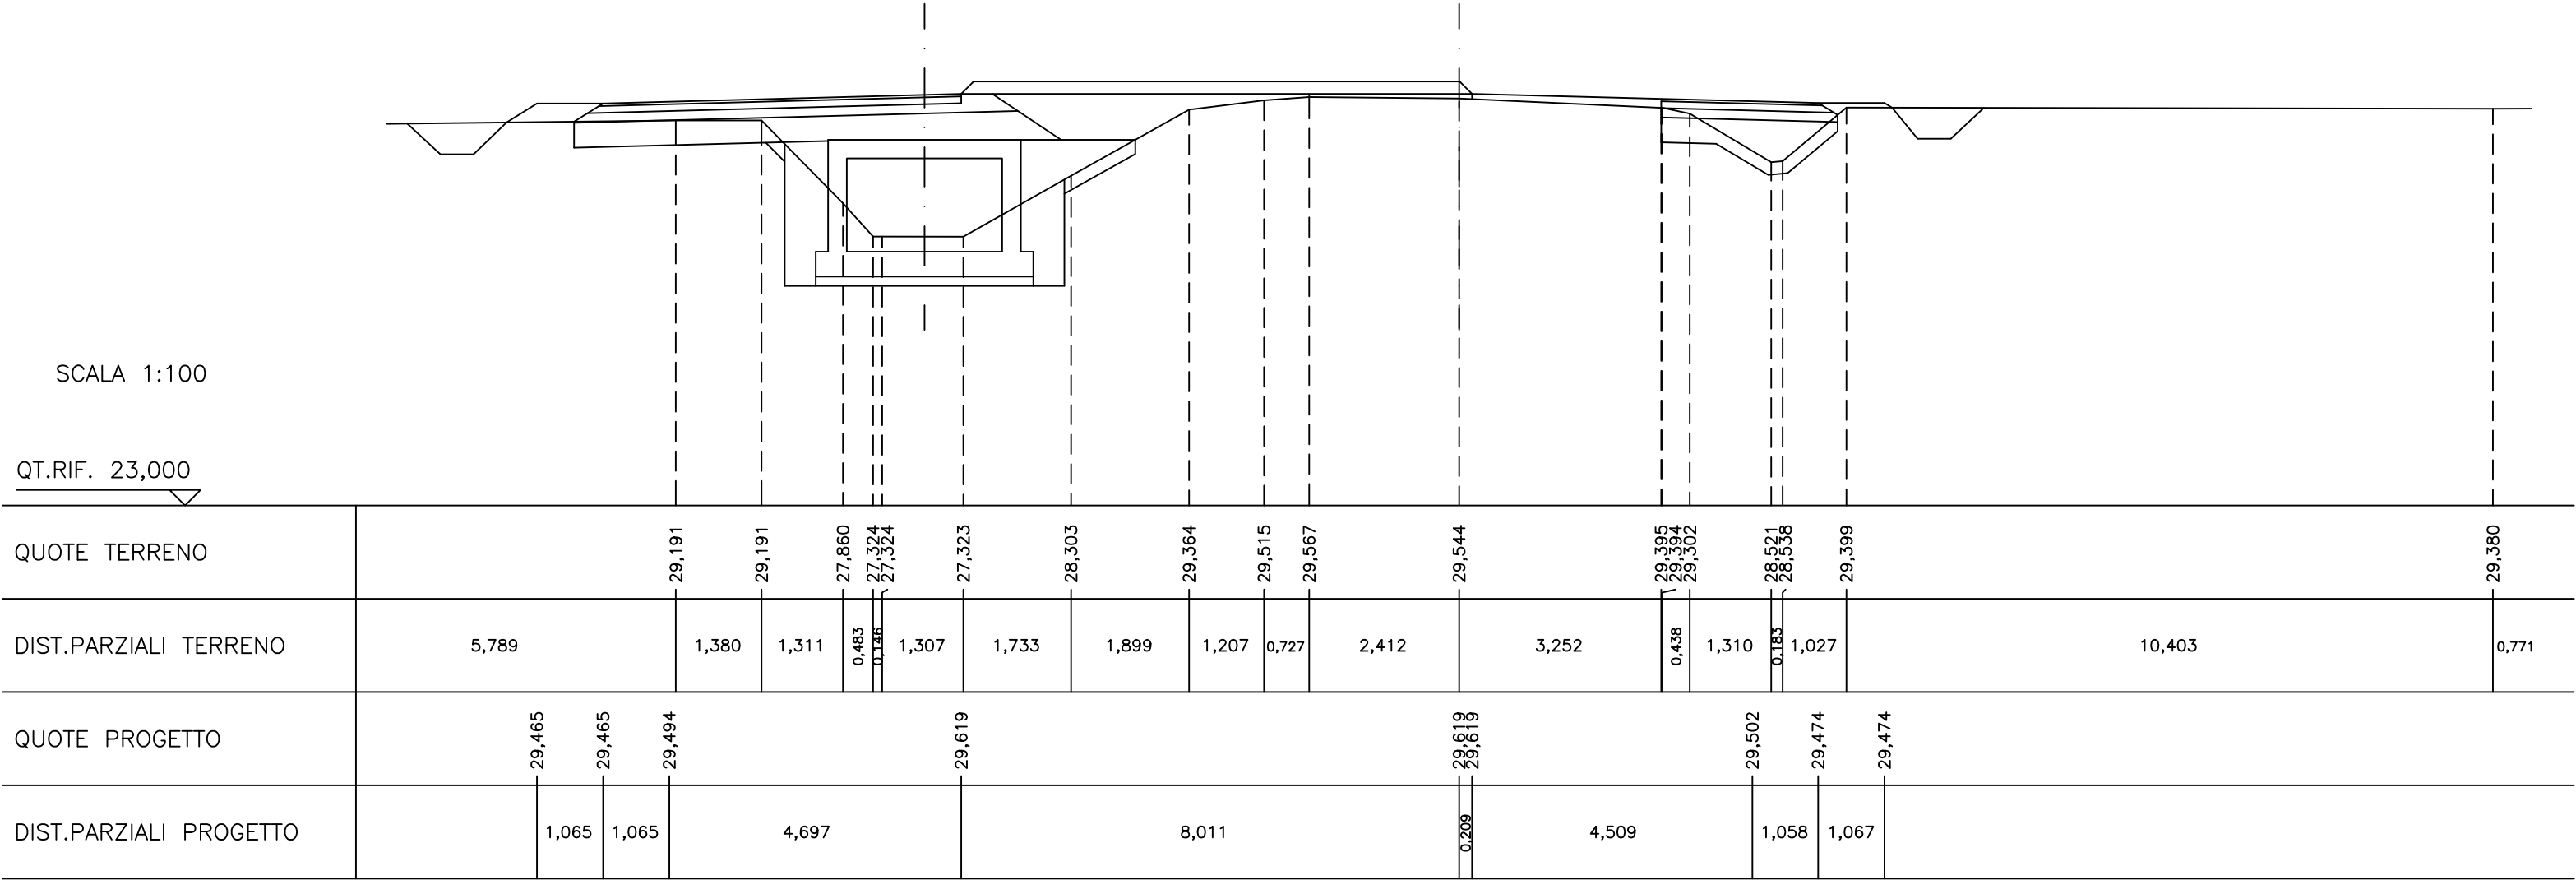 SCALA 1:100
QT.RIF. 23,000
QUOTE TERRENO 29,191 29,191 27,860 27,324 27,324 27,323 28,303 29,364 29,515 29,567 29,544 29,395 29,394 29,302 28,521 28,538 29,399 29,380
DIST.PARZIALI TERRENO 5,789 1,380 1,311 0,483 0,146 1,307 1,733 1,899 1,207 0,727 2,412 3,252 0,438 1,310 0,183 1,027 10,403 0,771
QUOTE PROGETTO 29,465 29,465 29,494 29,619 29,619 29,619 29,502 29,474 29,474
DIST.PARZIALI PROGETTO 1,065 1,065 4,697 8,011 0,209 4,509 1,058 1,067